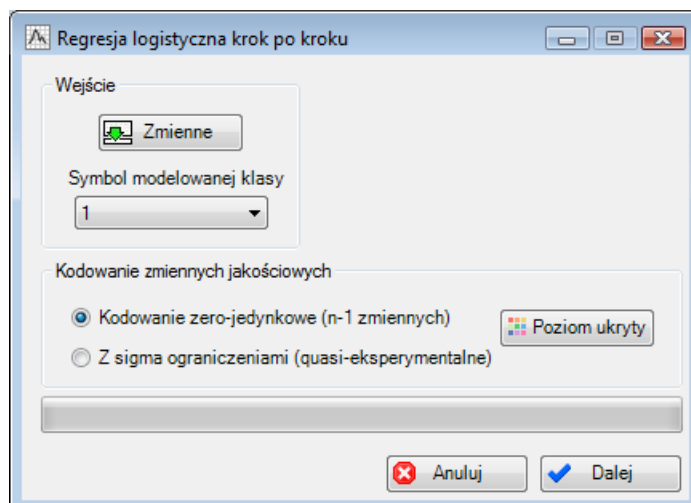 Regresja logistyczna krok po kroku
Wejście
Zmienne
Symbol modelowanej klasy
1
Kodowanie zmiennych jakościowych
Kodowanie zero-jedynkowe (n-1 zmiennych)
Poziom ukryty
Z sigma ograniczeniami (quasi-eksperymentalne)
Anuluj
Dalej